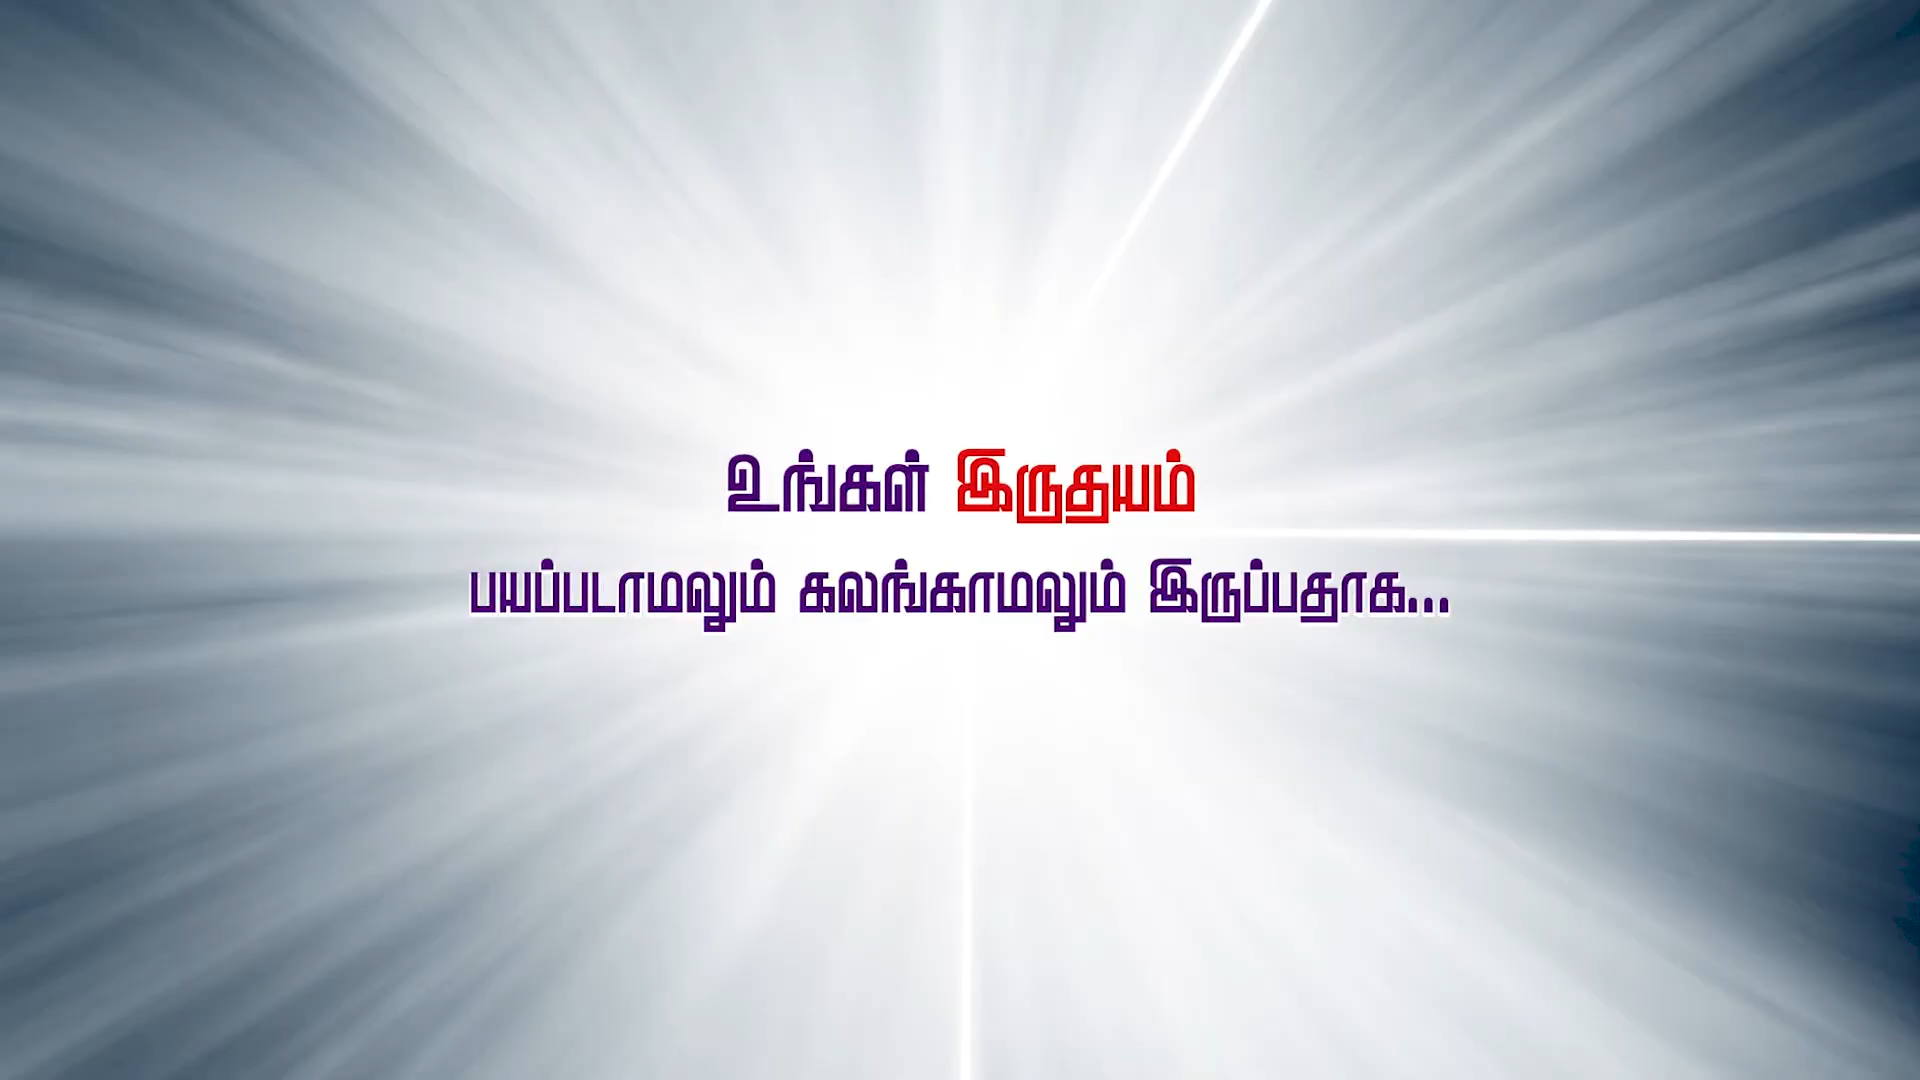 உங்கள் இருதயம்
பயப்படாமலும் கலங்காமலும் இருப்பதாக...